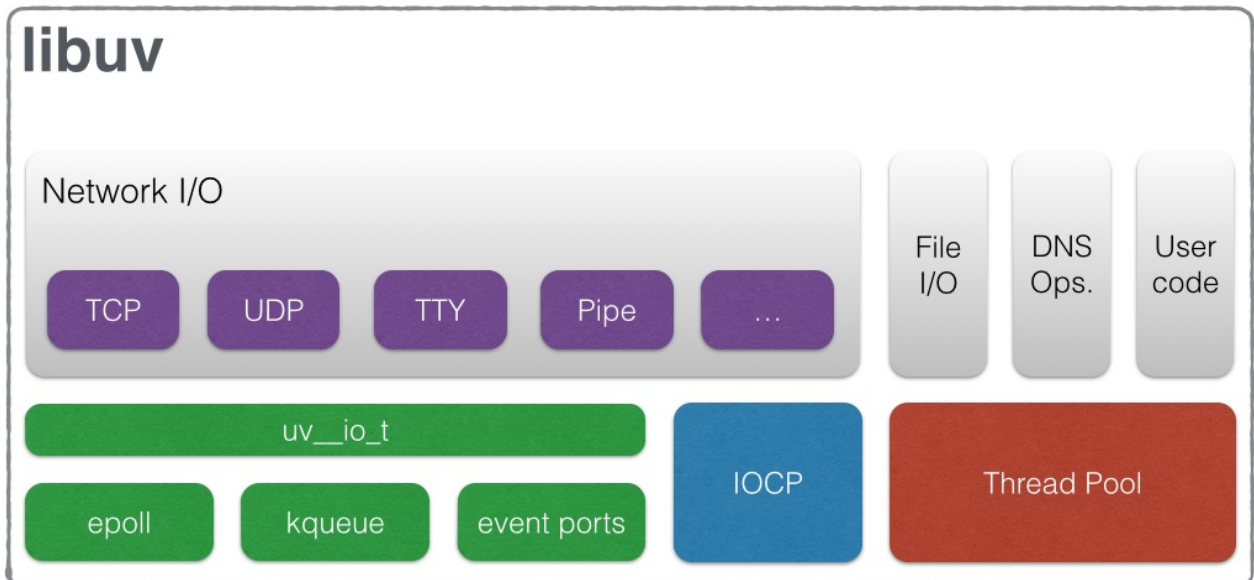 libuv
Network I/O
TCP
UDP
TTY
Pipe
...
File
I/O
DNS
Ops.
User
code
uv__io_t
epoll
kqueue
event ports
IOCP
Thread Pool